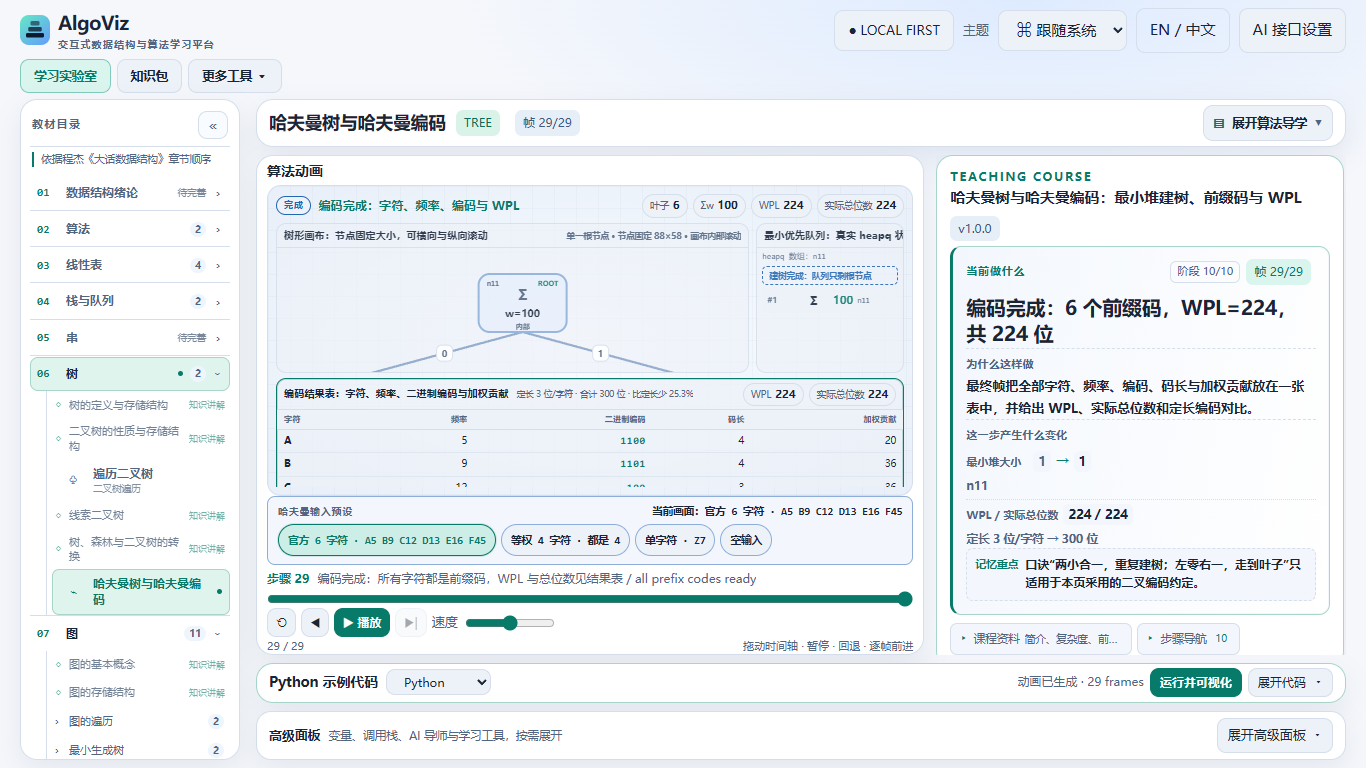 AlgoViz
交互式数据结构与算法学习平台
● LOCAL FIRST
主题
⌘ 跟随系统
EN / 中文
AI 接口设置
学习实验室
知识包
更多工具
教材目录
«
依据程杰《大话数据结构》章节顺序
01 数据结构绪论 待完善 ›
02 算法 2 ›
03 线性表 4 ›
04 栈与队列 2 ›
05 串 待完善 ›
06 树 2
树的定义与存储结构 知识讲解
二叉树的性质与存储结构 知识讲解
遍历二叉树
二叉树遍历
线索二叉树 知识讲解
树、森林与二叉树的转换 知识讲解
哈夫曼树与哈夫曼编码
07 图 11
图的基本概念 知识讲解
图的存储结构 知识讲解
› 图的遍历 2
› 最小生成树 2
哈夫曼树与哈夫曼编码 TREE 帧 29/29
展开算法导学
算法动画
完成 编码完成：字符、频率、编码与 WPL
叶子 6
Σw 100
WPL 224
实际总位数 224
树形画布：节点固定大小，可横向与纵向滚动
单一根节点 • 节点固定 88×58 • 画布内部滚动
n11 ROOT
Σ
w=100
内部
0
1
最小优先队列：真实 heapq 状
heapq 数组：n11
建树完成：队列只剩根节点
#1 Σ 100 n11
编码结果表：字符、频率、二进制编码与加权贡献 定长 3 位/字符 · 合计 300 位 · 比定长少 25.3%
WPL 224
实际总位数 224
字符 频率 二进制编码 码长 加权贡献
A 5 1100 4 20
B 9 1101 4 36
C 12 100 3 36
哈夫曼输入预设
当前画面：官方 6 字符 · A5 B9 C12 D13 E16 F45
官方 6 字符 · A5 B9 C12 D13 E16 F45
等权 4 字符 · 都是 4
单字符 · Z7
空输入
步骤 29 编码完成：所有字符都是前缀码，WPL 与总位数见结果表 / all prefix codes ready
播放
速度
29 / 29
拖动时间轴 · 暂停 · 回退 · 逐帧前进
TEACHING COURSE
哈夫曼树与哈夫曼编码：最小堆建树、前缀码与 WPL
v1.0.0
当前做什么
阶段 10/10
帧 29/29
编码完成：6 个前缀码，WPL=224，
共 224 位
为什么这样做
最终帧把全部字符、频率、编码、码长与加权贡献放在一张
表中，并给出 WPL、实际总位数和定长编码对比。
这一步产生什么变化
最小堆大小 1 → 1
n11
WPL / 实际总位数 224 / 224
定长 3 位/字符 → 300 位
记忆重点 口诀“两小合一，重复建树；左零右一，走到叶子”只
适用于本页采用的二叉编码约定。
课程资料 简介、复杂度、前…
步骤导航 10
Python 示例代码
Python
动画已生成 · 29 frames
运行并可视化
展开代码
高级面板 变量、调用栈、AI 导师与学习工具，按需展开
展开高级面板